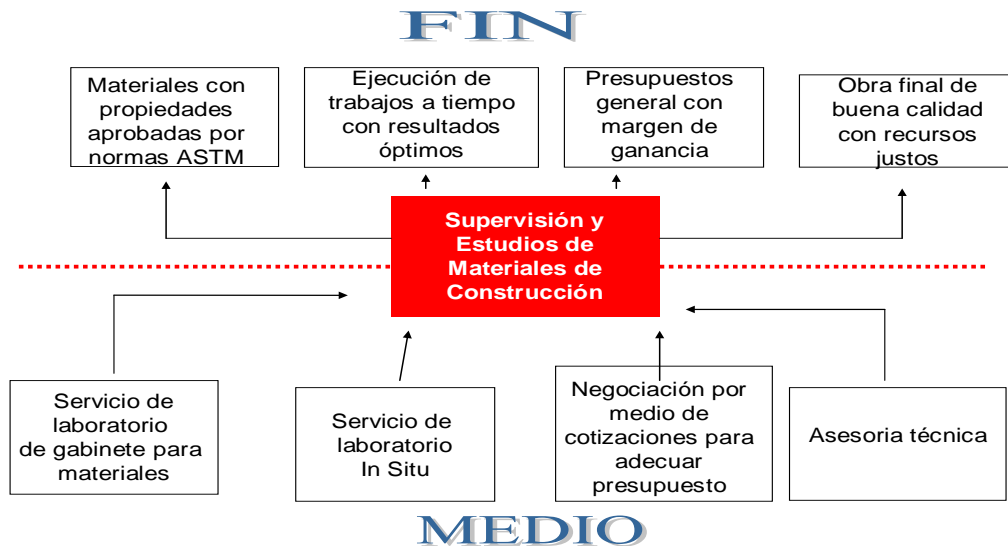 FIN
Materiales con
propiedades
aprobadas por
normas ASTM
Ejecución de
trabajos a tiempo
con resultados
óptimos
Presupuestos
general con
margen de
ganancia
Obra final de
buena calidad
con recursos
justos
Supervisión y
Estudios de
Materiales de
Construcción
Servicio de
laboratorio
de gabinete para
materiales
Servicio de
laboratorio
In Situ
Negociación por
medio de
cotizaciones para
adecuar
presupuesto
Asesoria técnica
MEDIO